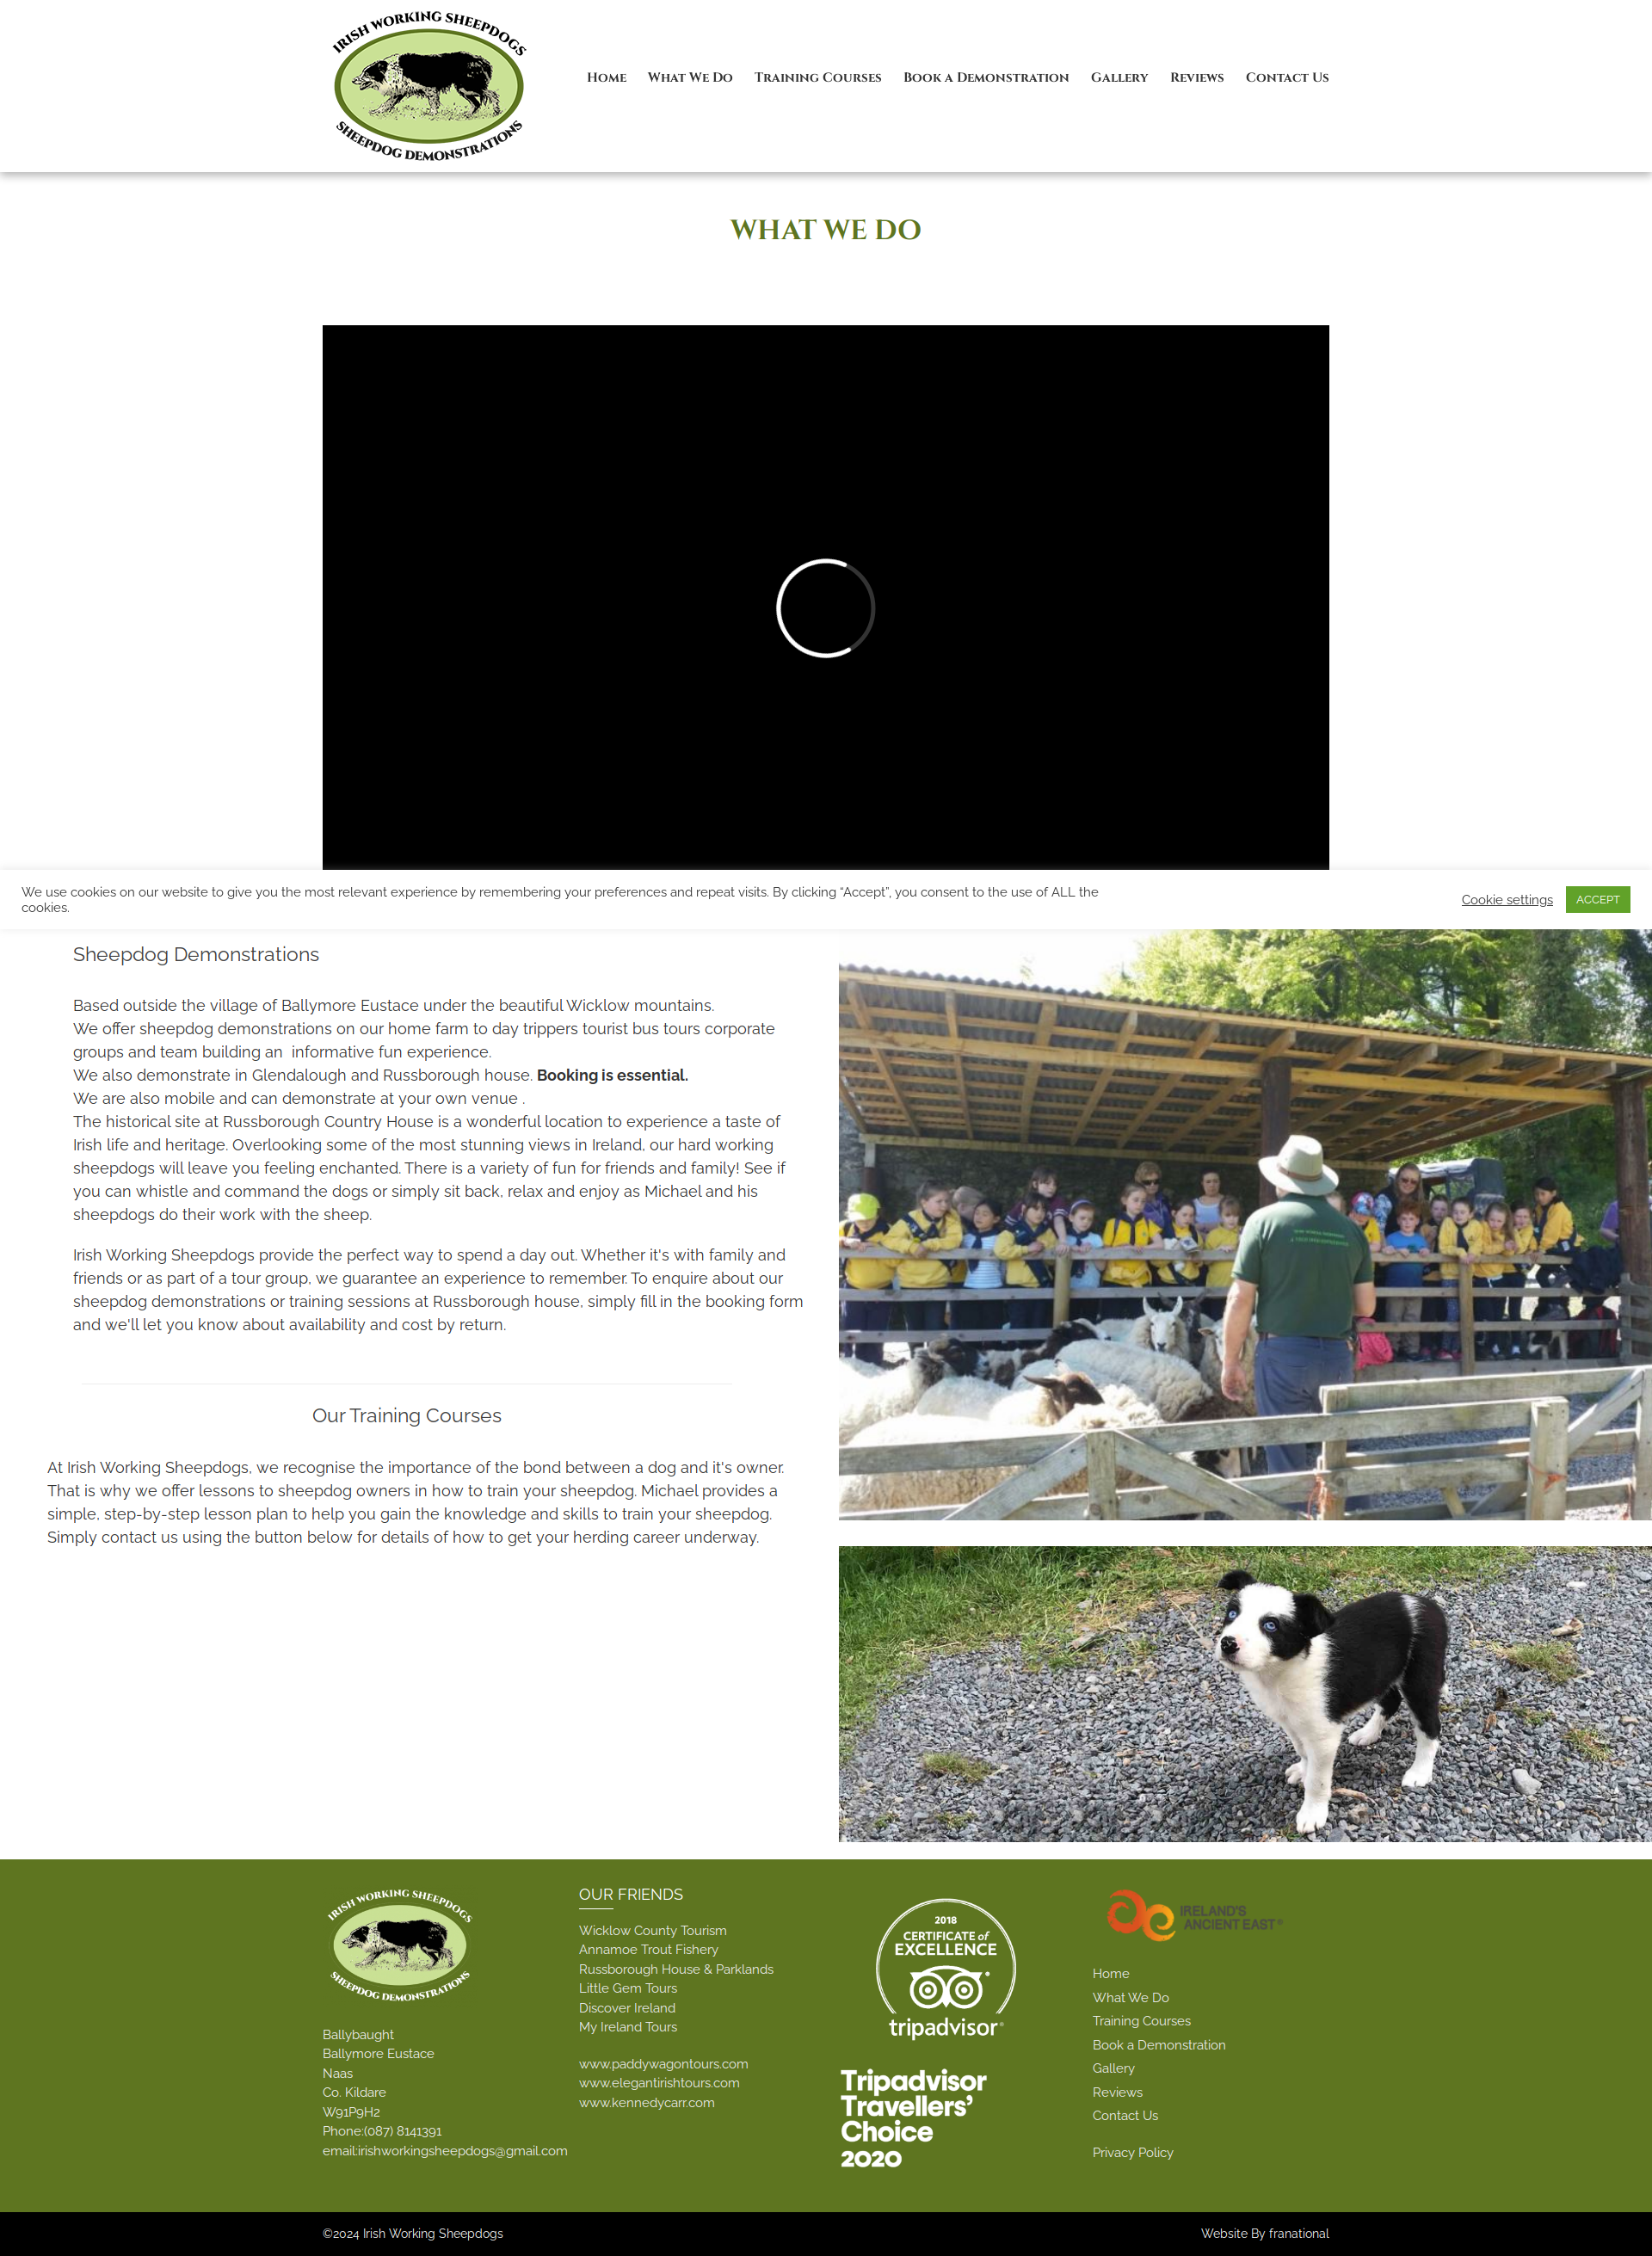 IRISH WORKING SHEEPDOGS
SHEEPDOG DEMONSTRATIONS
Home What We Do Training Courses Book a Demonstration Gallery Reviews Contact Us
WHAT WE DO
We use cookies on our website to give you the most relevant experience by remembering your preferences and repeat visits. By clicking “Accept”, you consent to the use of ALL the
cookies.
Cookie settings
ACCEPT
Sheepdog Demonstrations
Based outside the village of Ballymore Eustace under the beautiful Wicklow mountains.
We offer sheepdog demonstrations on our home farm to day trippers tourist bus tours corporate
groups and team building an  informative fun experience.
We also demonstrate in Glendalough and Russborough house. Booking is essential.
We are also mobile and can demonstrate at your own venue .
The historical site at Russborough Country House is a wonderful location to experience a taste of
Irish life and heritage. Overlooking some of the most stunning views in Ireland, our hard working
sheepdogs will leave you feeling enchanted. There is a variety of fun for friends and family! See if
you can whistle and command the dogs or simply sit back, relax and enjoy as Michael and his
sheepdogs do their work with the sheep.
Irish Working Sheepdogs provide the perfect way to spend a day out. Whether it's with family and
friends or as part of a tour group, we guarantee an experience to remember. To enquire about our
sheepdog demonstrations or training sessions at Russborough house, simply fill in the booking form
and we'll let you know about availability and cost by return.
Our Training Courses
At Irish Working Sheepdogs, we recognise the importance of the bond between a dog and it's owner.
That is why we offer lessons to sheepdog owners in how to train your sheepdog. Michael provides a
simple, step-by-step lesson plan to help you gain the knowledge and skills to train your sheepdog.
Simply contact us using the button below for details of how to get your herding career underway.
IRISH WORKING SHEEPDOGS
SHEEPDOG DEMONSTRATIONS
Ballybaught
Ballymore Eustace
Naas
Co. Kildare
W91P9H2
Phone:(087) 8141391
email:irishworkingsheepdogs@gmail.com
OUR FRIENDS
Wicklow County Tourism
Annamoe Trout Fishery
Russborough House & Parklands
Little Gem Tours
Discover Ireland
My Ireland Tours
www.paddywagontours.com
www.elegantirishtours.com
www.kennedycarr.com
2018
CERTIFICATE of
EXCELLENCE
tripadvisor®
Tripadvisor
Travellers’
Choice
2020
IRELAND'S
ANCIENT EAST®
Home
What We Do
Training Courses
Book a Demonstration
Gallery
Reviews
Contact Us
Privacy Policy
©2024 Irish Working Sheepdogs
Website By franational